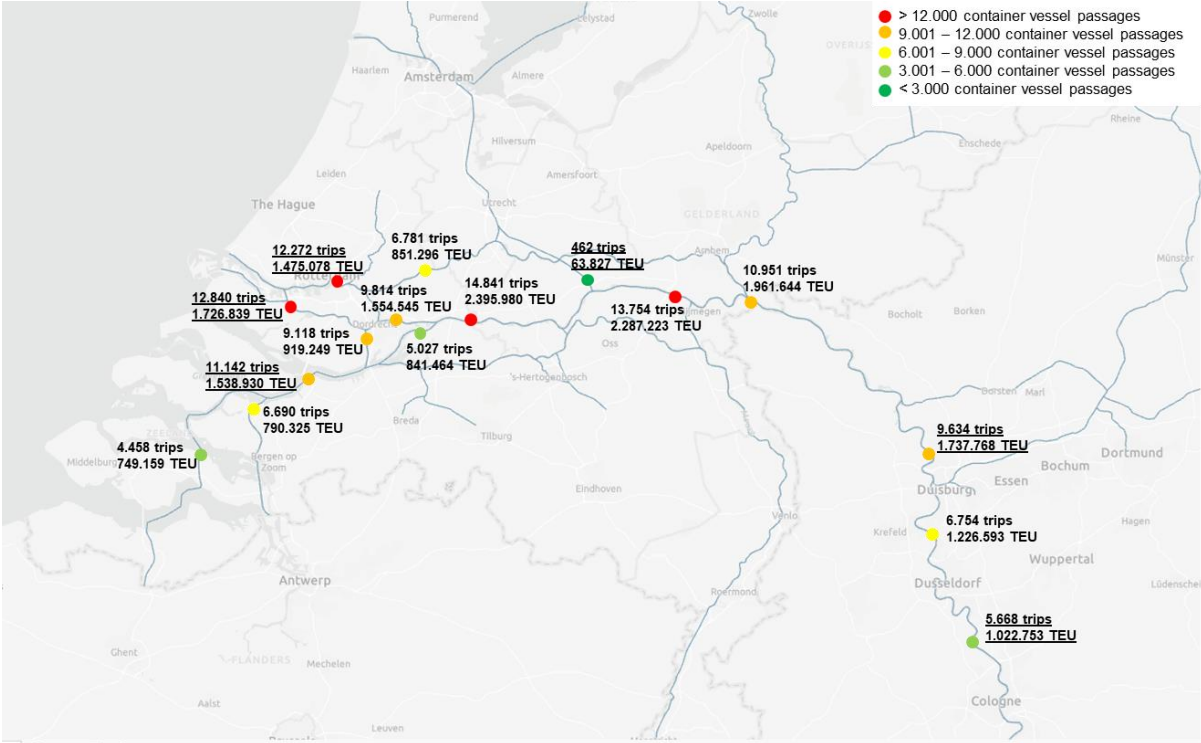 > 12.000 container vessel passages
9.001 – 12.000 container vessel passages
6.001 – 9.000 container vessel passages
3.001 – 6.000 container vessel passages
< 3.000 container vessel passages
Purmerend
Lelystad
Zwolle
Haarlem
Amsterdam
Almere
Rheine
Hilversum
Enschede
Apeldoorn
Leiden
Amersfoort
The Hague
Utrecht
GELDERLAND
Arnhem
Münster
12.272 trips
1.475.078 TEU
6.781 trips
851.296 TEU
462 trips
63.827 TEU
10.951 trips
1.961.644 TEU
12.840 trips
1.726.839 TEU
9.814 trips
1.554.545 TEU
14.841 trips
2.395.980 TEU
13.754 trips
2.287.223 TEU
Bocholt
Borken
Dordrecht
9.118 trips
919.249 TEU
5.027 trips
841.464 TEU
Oss
11.142 trips
1.538.930 TEU
's-Hertogenbosch
Dorsten
Marl
6.690 trips
790.325 TEU
Breda
Tilburg
4.458 trips
749.159 TEU
Middelburg
Bergen op
Zoom
9.634 trips
1.737.768 TEU
Dortmund
Bochum
Essen
Duisburg
Eindhoven
Venlo
Krefeld
6.754 trips
1.226.593 TEU
Hagen
Wuppertal
Antwerp
Dusseldorf
Lüdenschei
Roermond
5.668 trips
1.022.753 TEU
Ghent
FLANDERS
Mechelen
Aalst
Leuven
Cologne